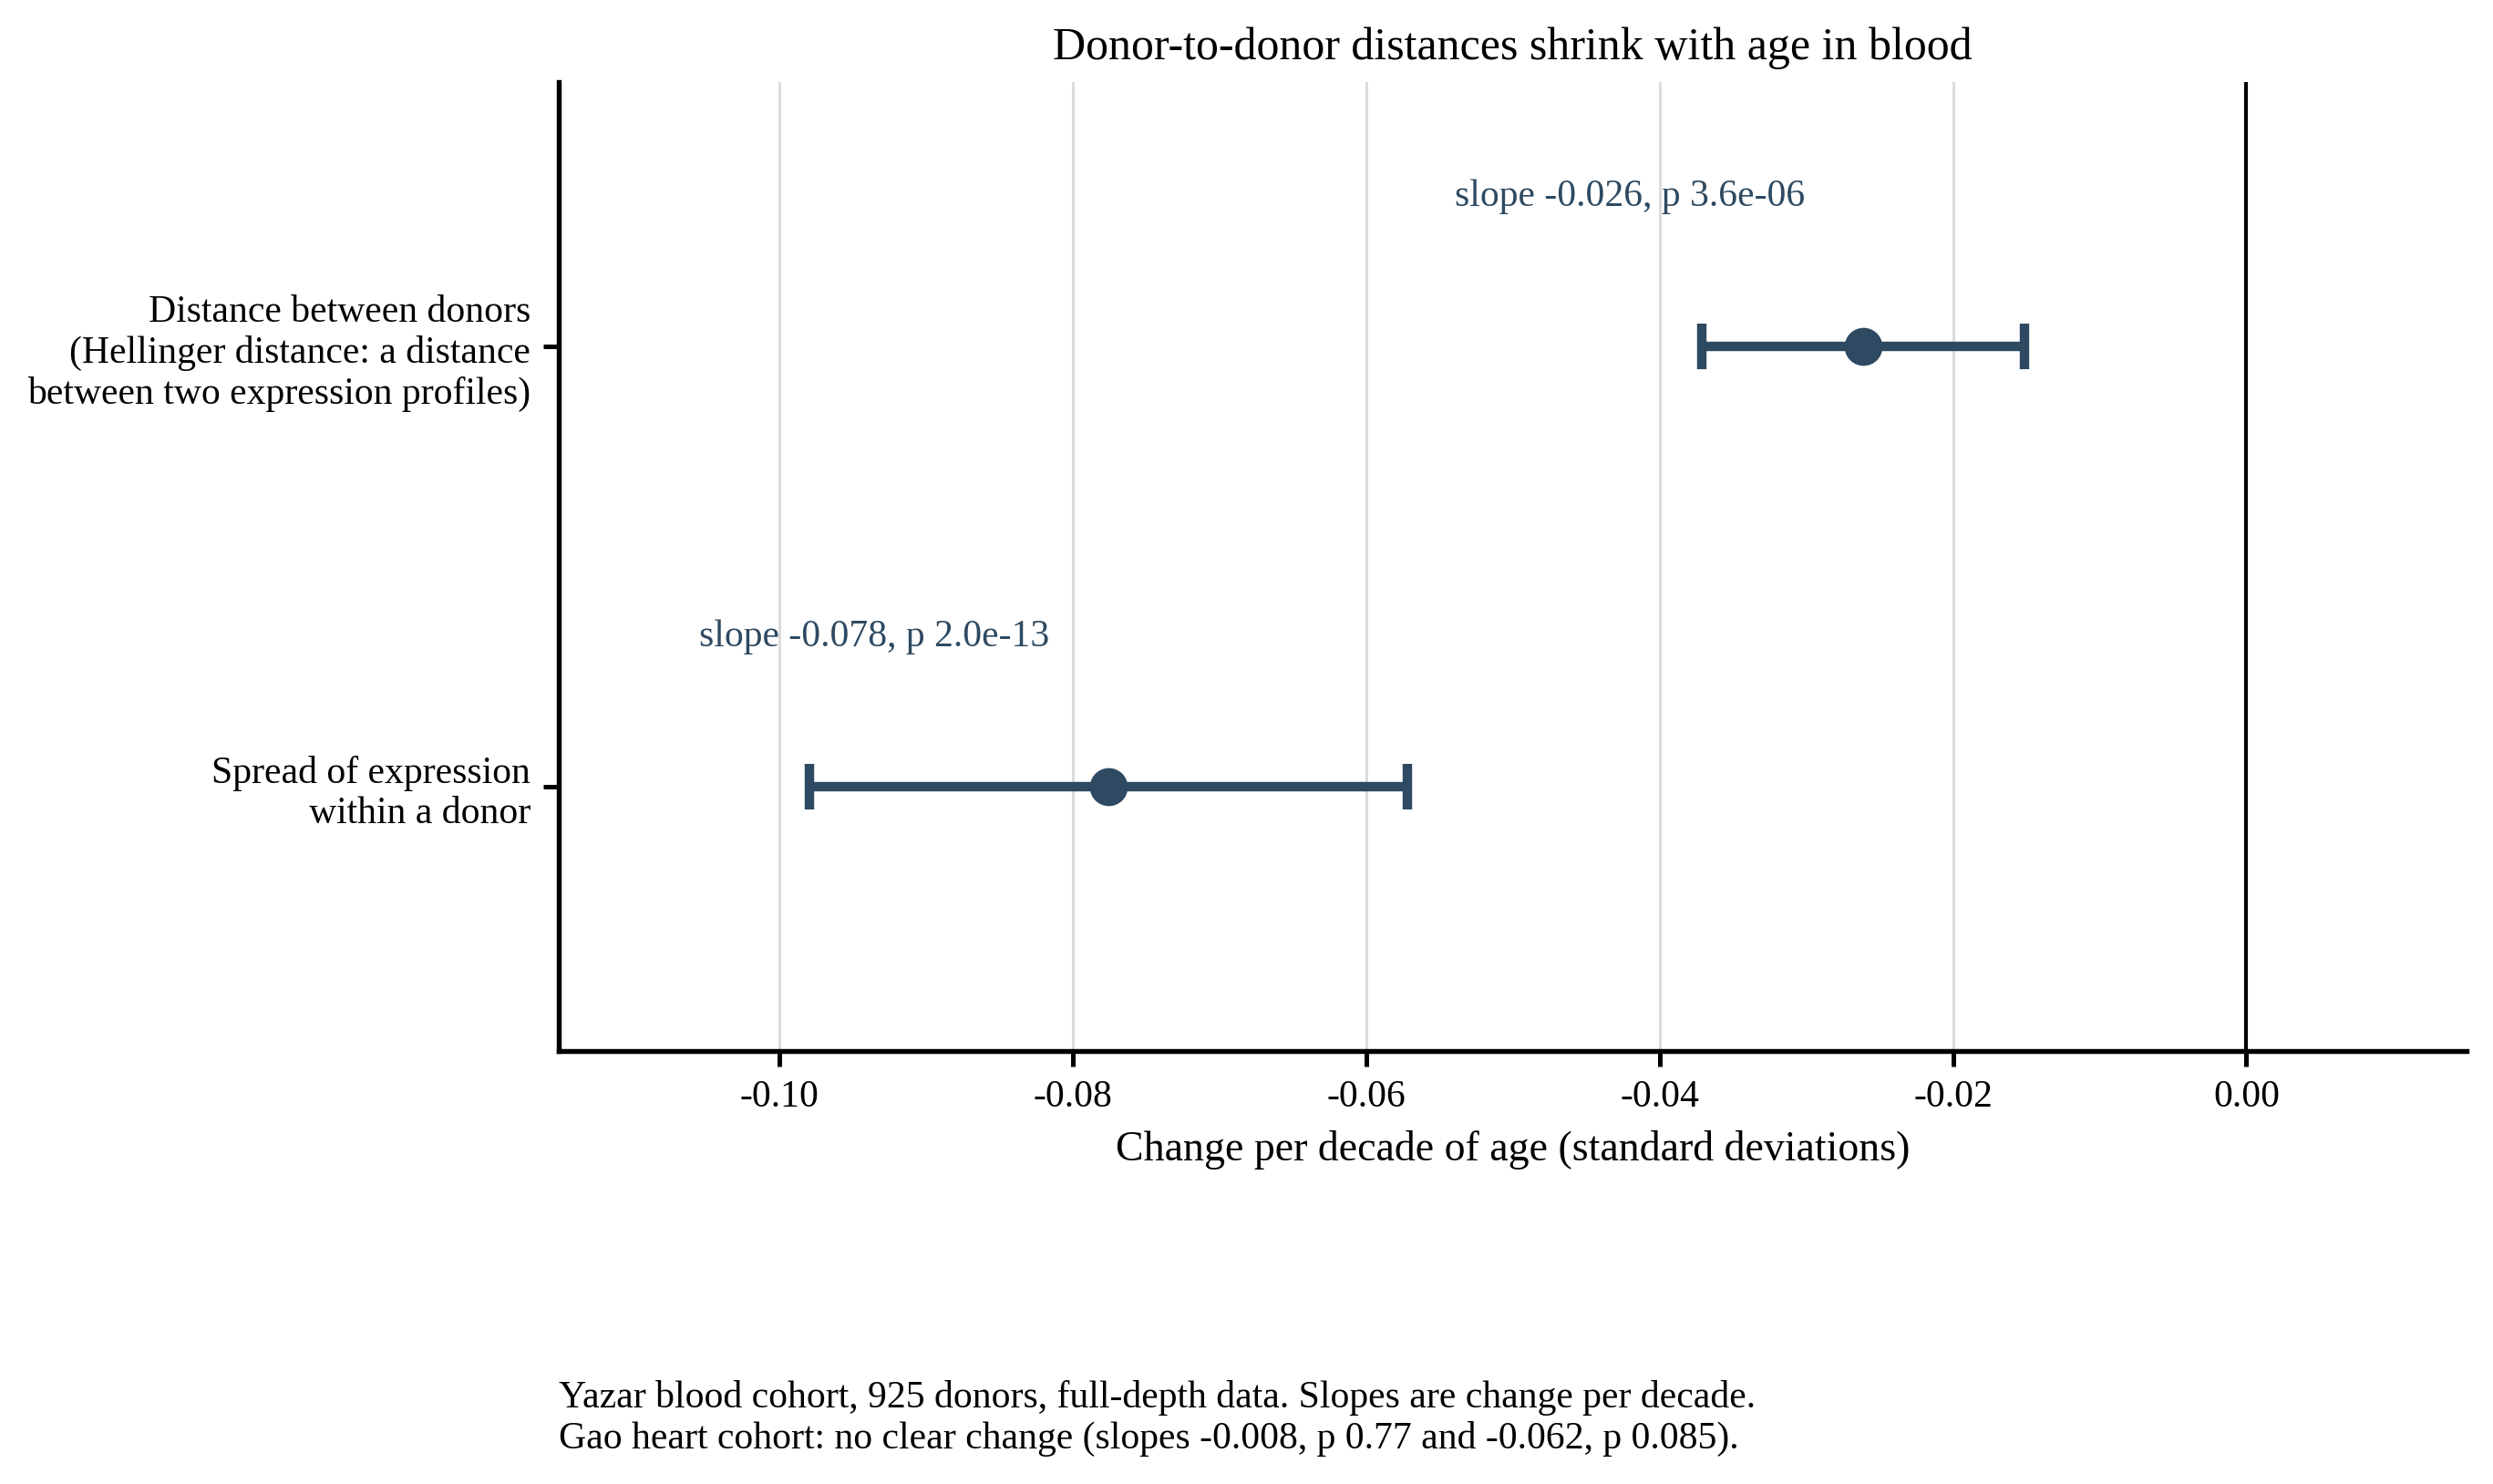 Donor-to-donor distances shrink with age in blood
slope -0.026, p 3.6e-06
Distance between donors
(Hellinger distance: a distance
between two expression profiles)
slope -0.078, p 2.0e-13
Spread of expression
within a donor
-0.10 -0.08 -0.06 -0.04 -0.02 0.00
Change per decade of age (standard deviations)
Yazar blood cohort, 925 donors, full-depth data. Slopes are change per decade.
Gao heart cohort: no clear change (slopes -0.008, p 0.77 and -0.062, p 0.085).